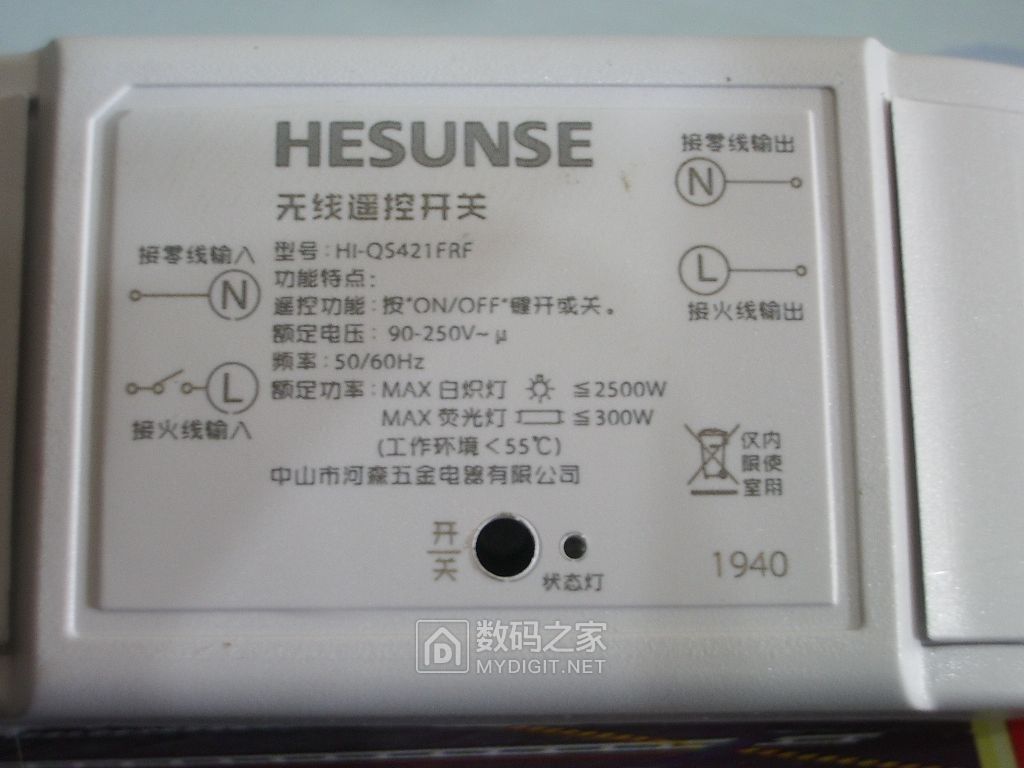 HESUNSE
无线遥控开关
型号:HI-QS421FRF
功能特点:
遥控功能:按"ON/OFF"键开或关。
额定电压: 90-250V~μ
频率:50/60Hz
额定功率:MAX 白炽灯 ≦2500W
MAX 荧光灯 ≦300W
(工作环境<55℃)
中山市河森五金电器有限公司
接零线输入
N
L
接火线输入
接零线输出
N
L
接火线输出
仅内
限使
室用
开
关
状态灯
1940
数码之家
MYDIGIT.NET